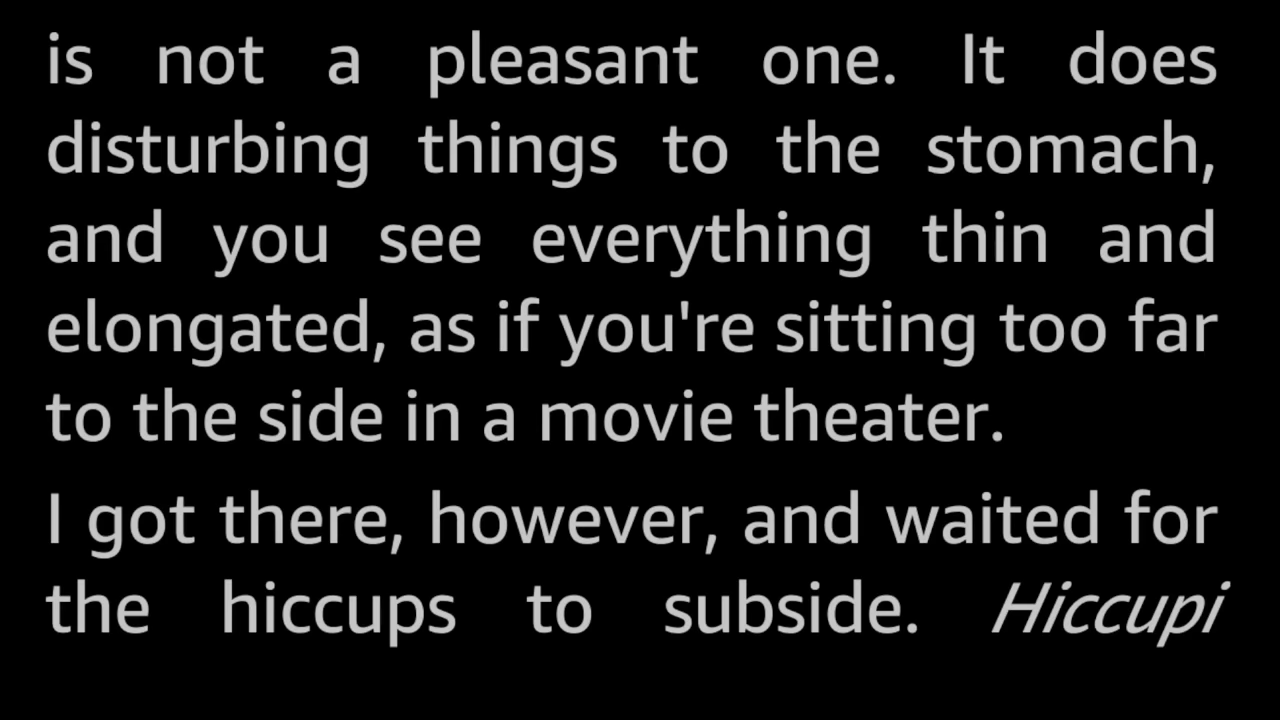 is not a pleasant one. It does
disturbing things to the stomach,
and you see everything thin and
elongated, as if you're sitting too far
to the side in a movie theater.
I got there, however, and waited for
the hiccups to subside. Hiccupi